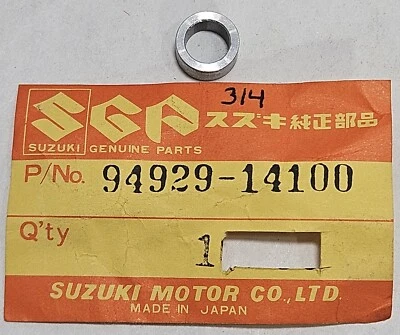 314
SGP スズキ純正部品
SUZUKI GENUINE PARTS
P/No. 94929-14100
Q'ty 1
SUZUKI MOTOR CO., LTD.
MADE IN JAPAN